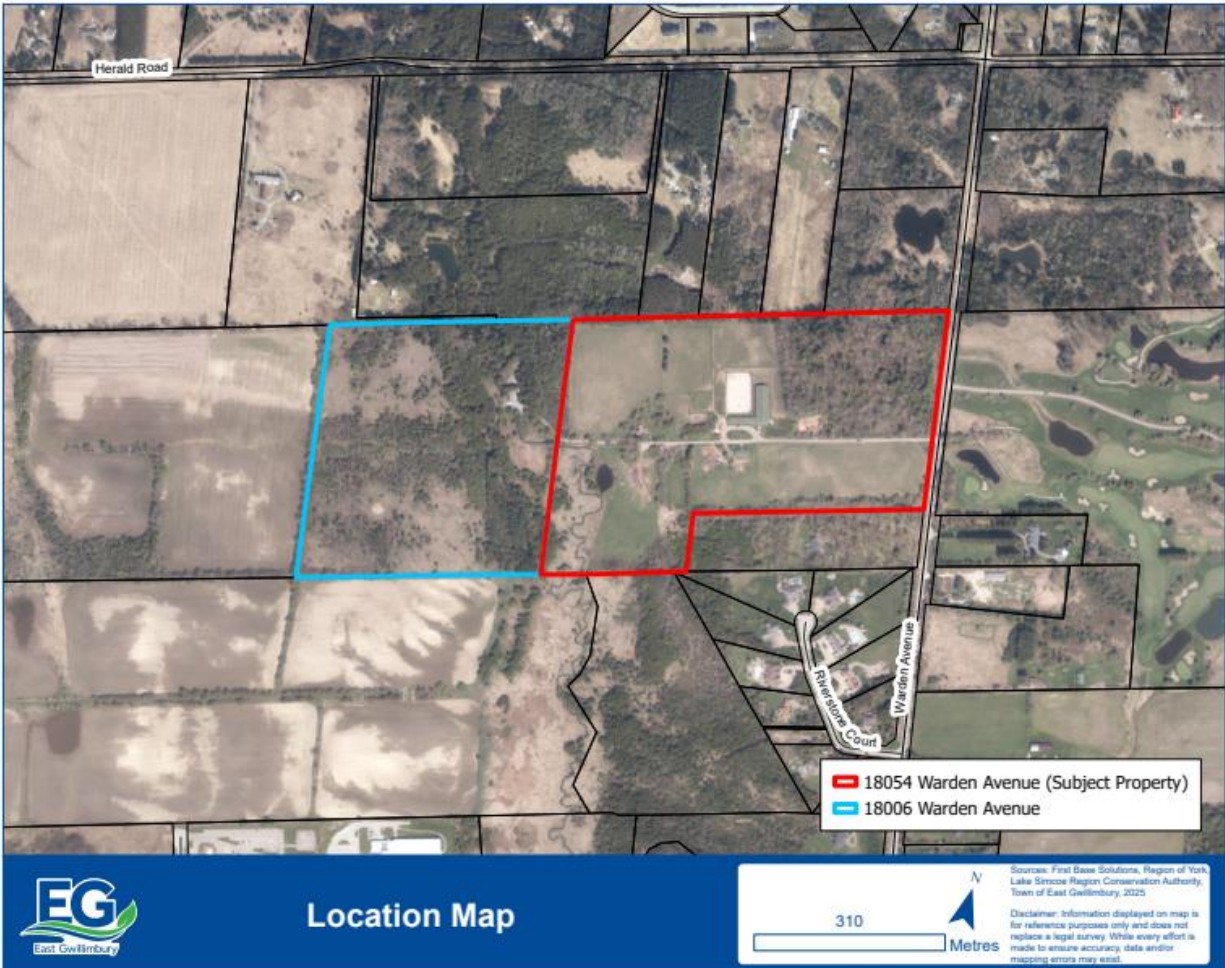 Herald Road
Riverstone Court
Warden Avenue
18054 Warden Avenue (Subject Property)
18006 Warden Avenue
EG
East Gwillimbury
Location Map
310
Metres
N
Sources: First Base Solutions, Region of York,
Lake Simcoe Region Conservation Authority,
Town of East Gwillimbury, 2025
Disclaimer: Information displayed on map is
for reference purposes only and does not
replace a legal survey. While every effort is
made to ensure accuracy, data and/or
mapping errors may exist.